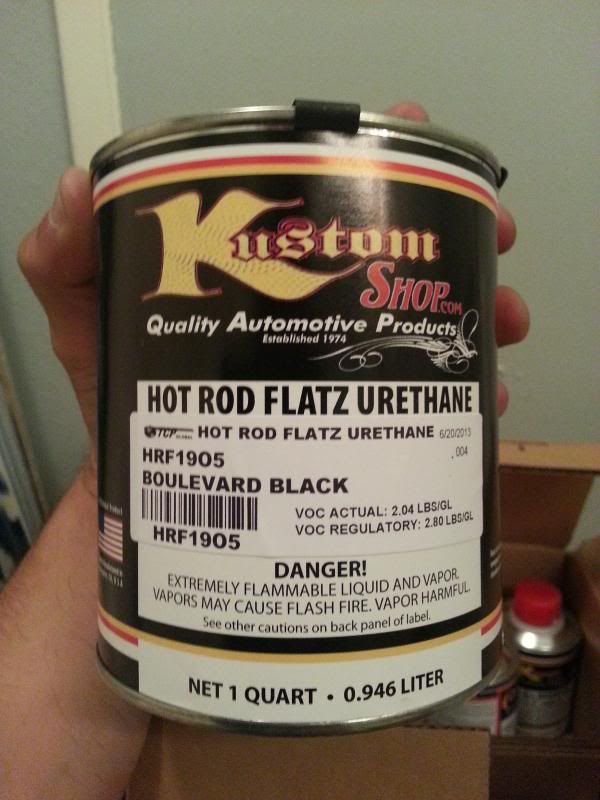 Kustom
SHOP.COM
Quality Automotive Products
Established 1974
HOT ROD FLATZ URETHANE
TCP GLOBAL HOT ROD FLATZ URETHANE 6/20/2013
HRF1905 .004
BOULEVARD BLACK
VOC ACTUAL: 2.04 LBS/GL
VOC REGULATORY: 2.80 LBS/GL
HRF1905
DANGER!
EXTREMELY FLAMMABLE LIQUID AND VAPOR.
VAPORS MAY CAUSE FLASH FIRE. VAPOR HARMFUL.
See other cautions on back panel of label.
NET 1 QUART • 0.946 LITER